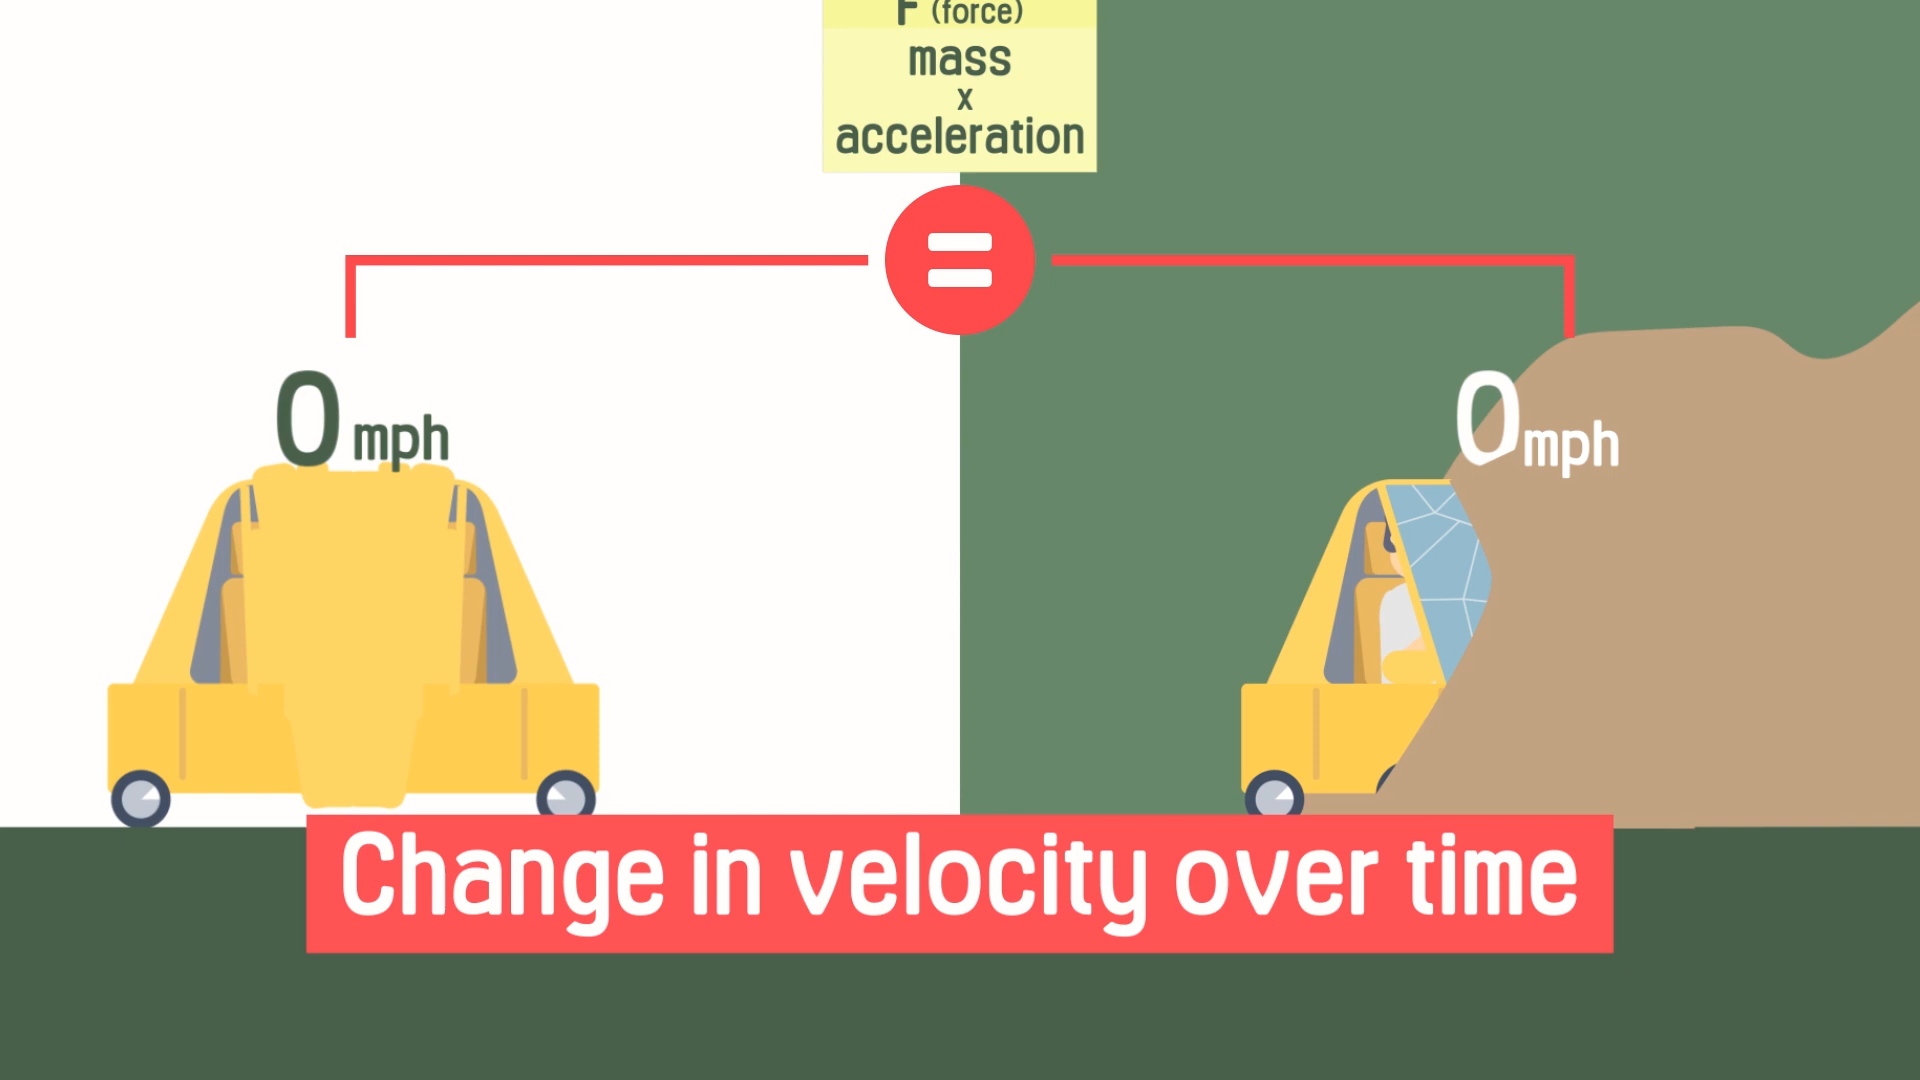 F (force)
mass
x
acceleration
=
0 mph
0 mph
Change in velocity over time